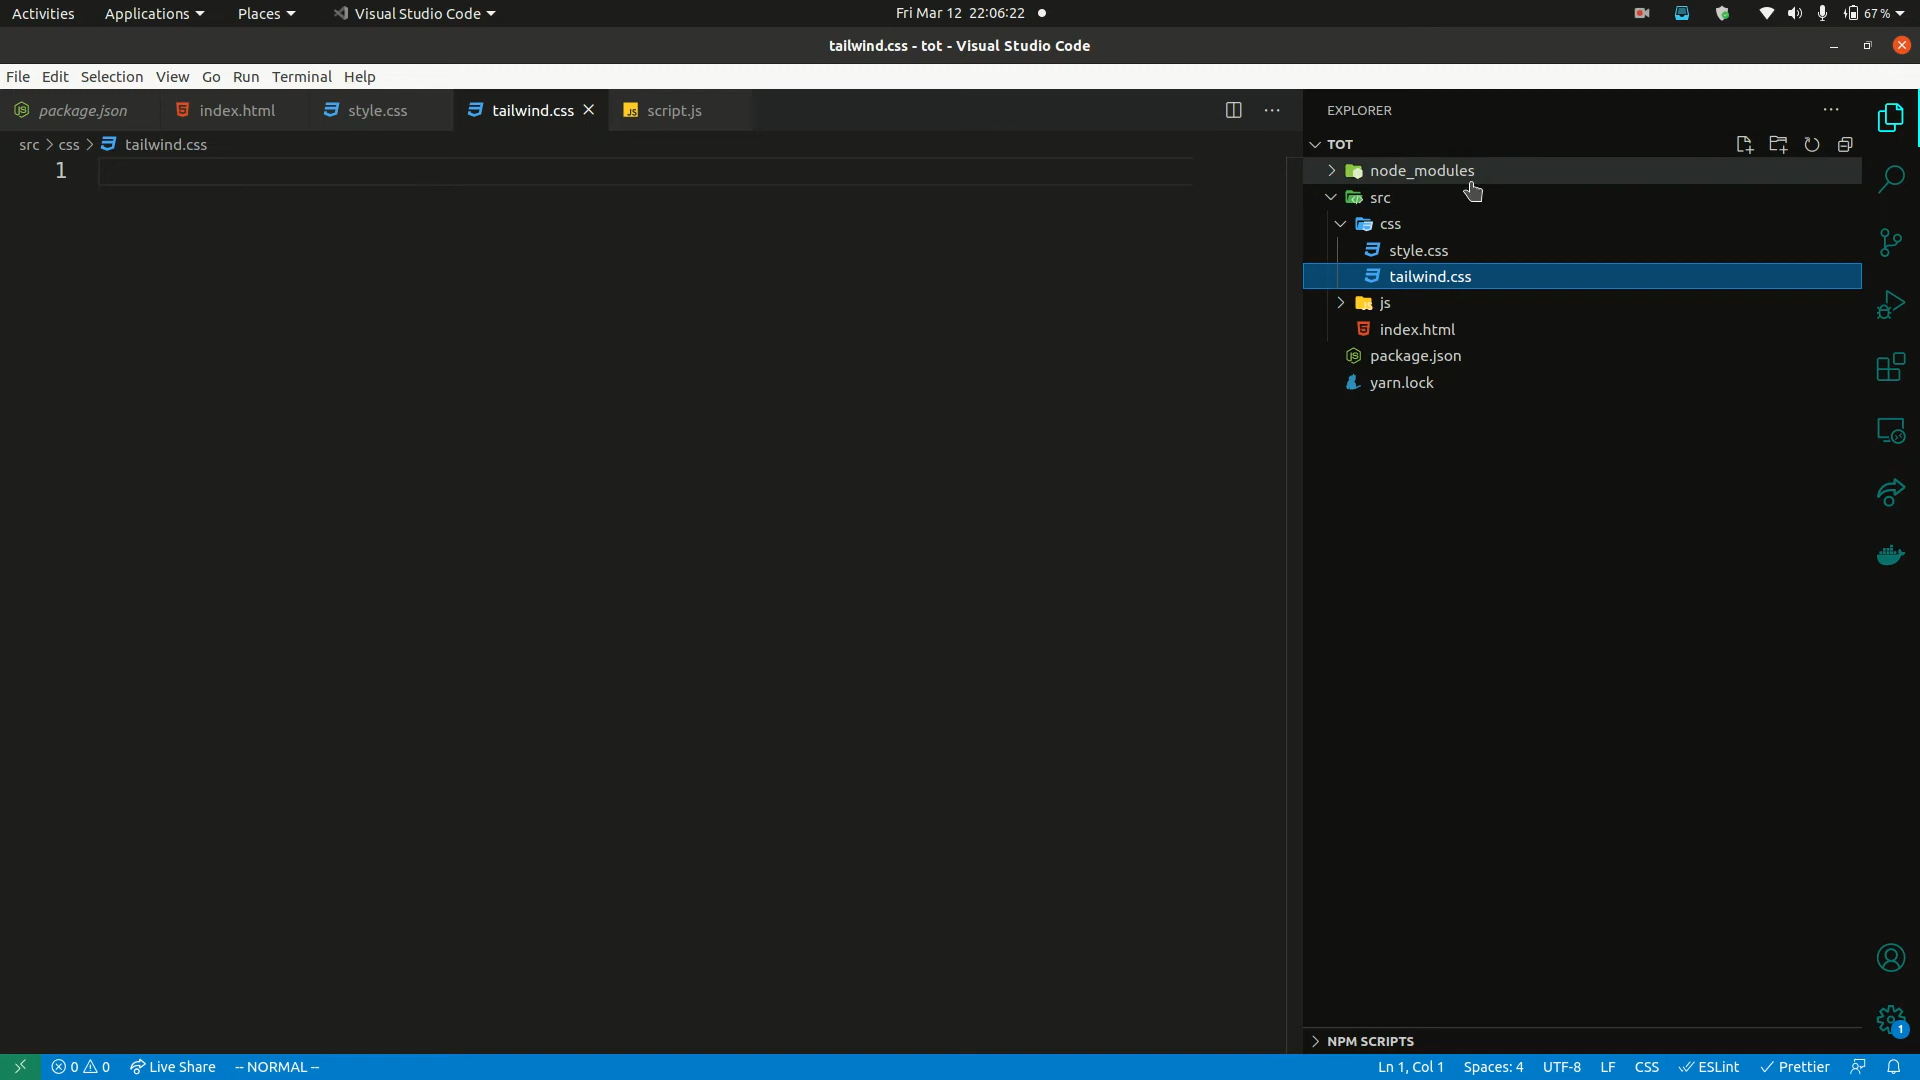 Activities Applications Places Visual Studio Code Fri Mar 12 22:06:22 67 %
tailwind.css - tot - Visual Studio Code
File Edit Selection View Go Run Terminal Help
package.json index.html style.css tailwind.css script.js
src > css > tailwind.css
1
EXPLORER
TOT
node_modules
src
css
style.css
tailwind.css
js
index.html
package.json
yarn.lock
NPM SCRIPTS
1
0 0 Live Share -- NORMAL -- Ln 1, Col 1 Spaces: 4 UTF-8 LF CSS ESLint Prettier